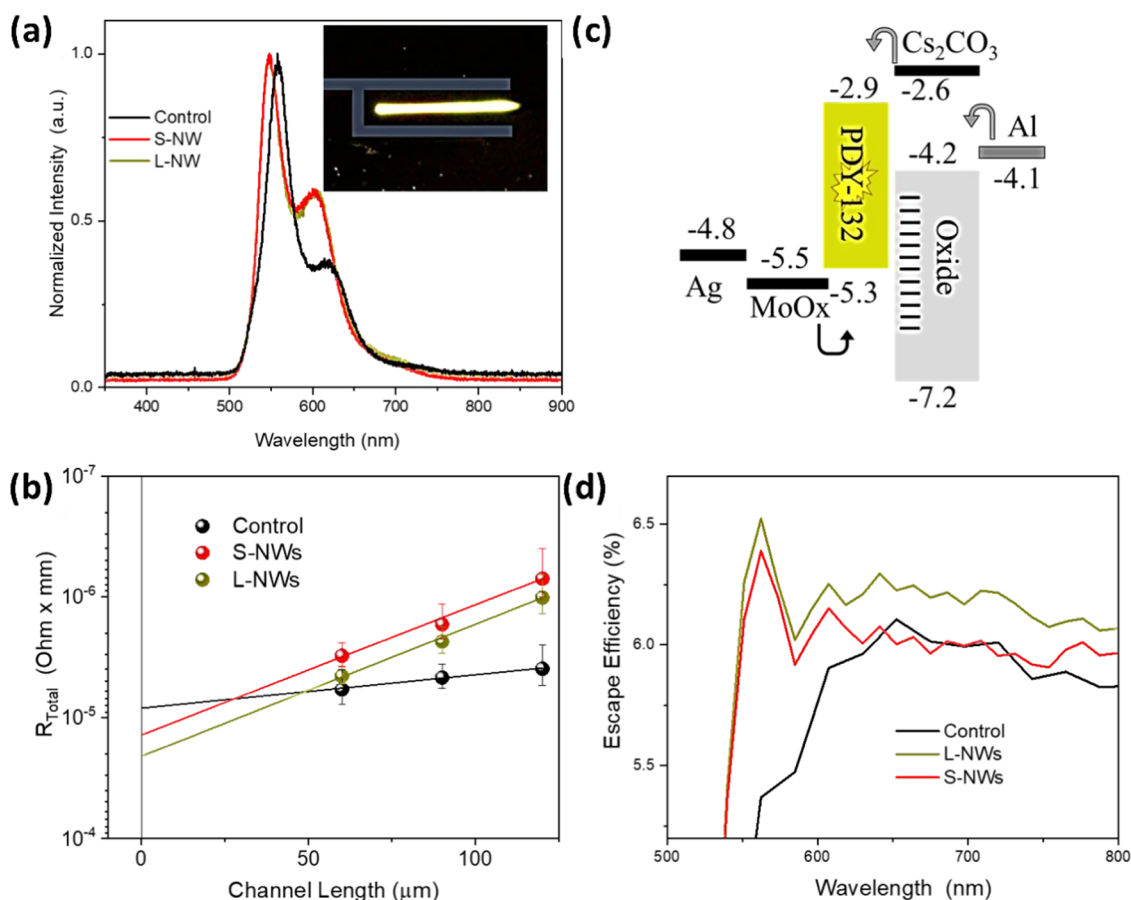 (a)
Normalized Intensity (a.u.)
1.0
0.5
0.0
Control
S-NW
L-NW
400 500 600 700 800 900
Wavelength (nm)
(c)
Cs₂CO₃
-2.9
-2.6
Al
-4.2
-4.1
PDY-132
Oxide
-4.8
Ag
-5.5
MoOx
-5.3
-7.2
(b)
R_Total (Ohm x mm)
10⁻⁷
10⁻⁶
10⁻⁵
10⁻⁴
Control
S-NWs
L-NWs
0 50 100
Channel Length (μm)
(d)
Escape Efficiency (%)
6.5
6.0
5.5
Control
L-NWs
S-NWs
500 600 700 800
Wavelength (nm)